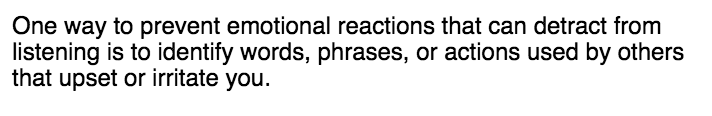 One way to prevent emotional reactions that can detract from
listening is to identify words, phrases, or actions used by others
that upset or irritate you.